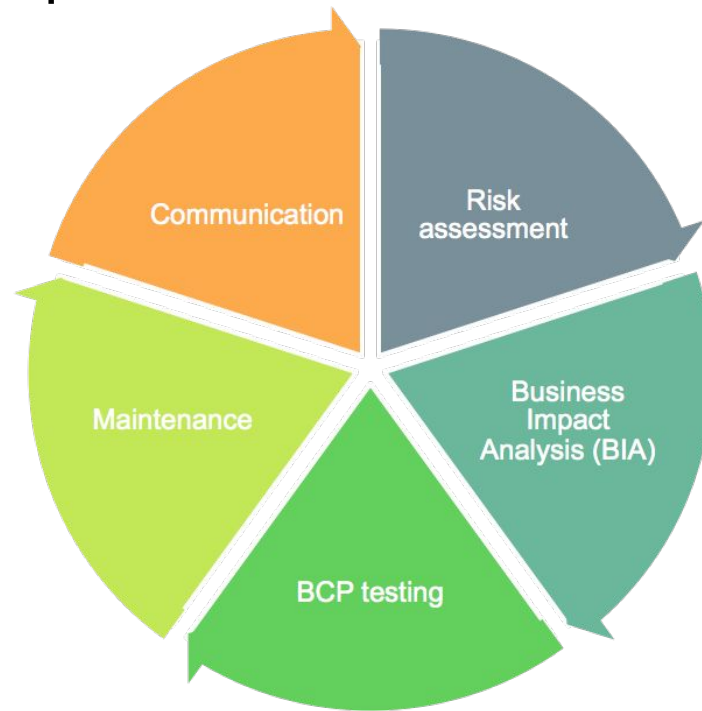 Risk
assessment
Business
Impact
Analysis (BIA)
BCP testing
Maintenance
Communication